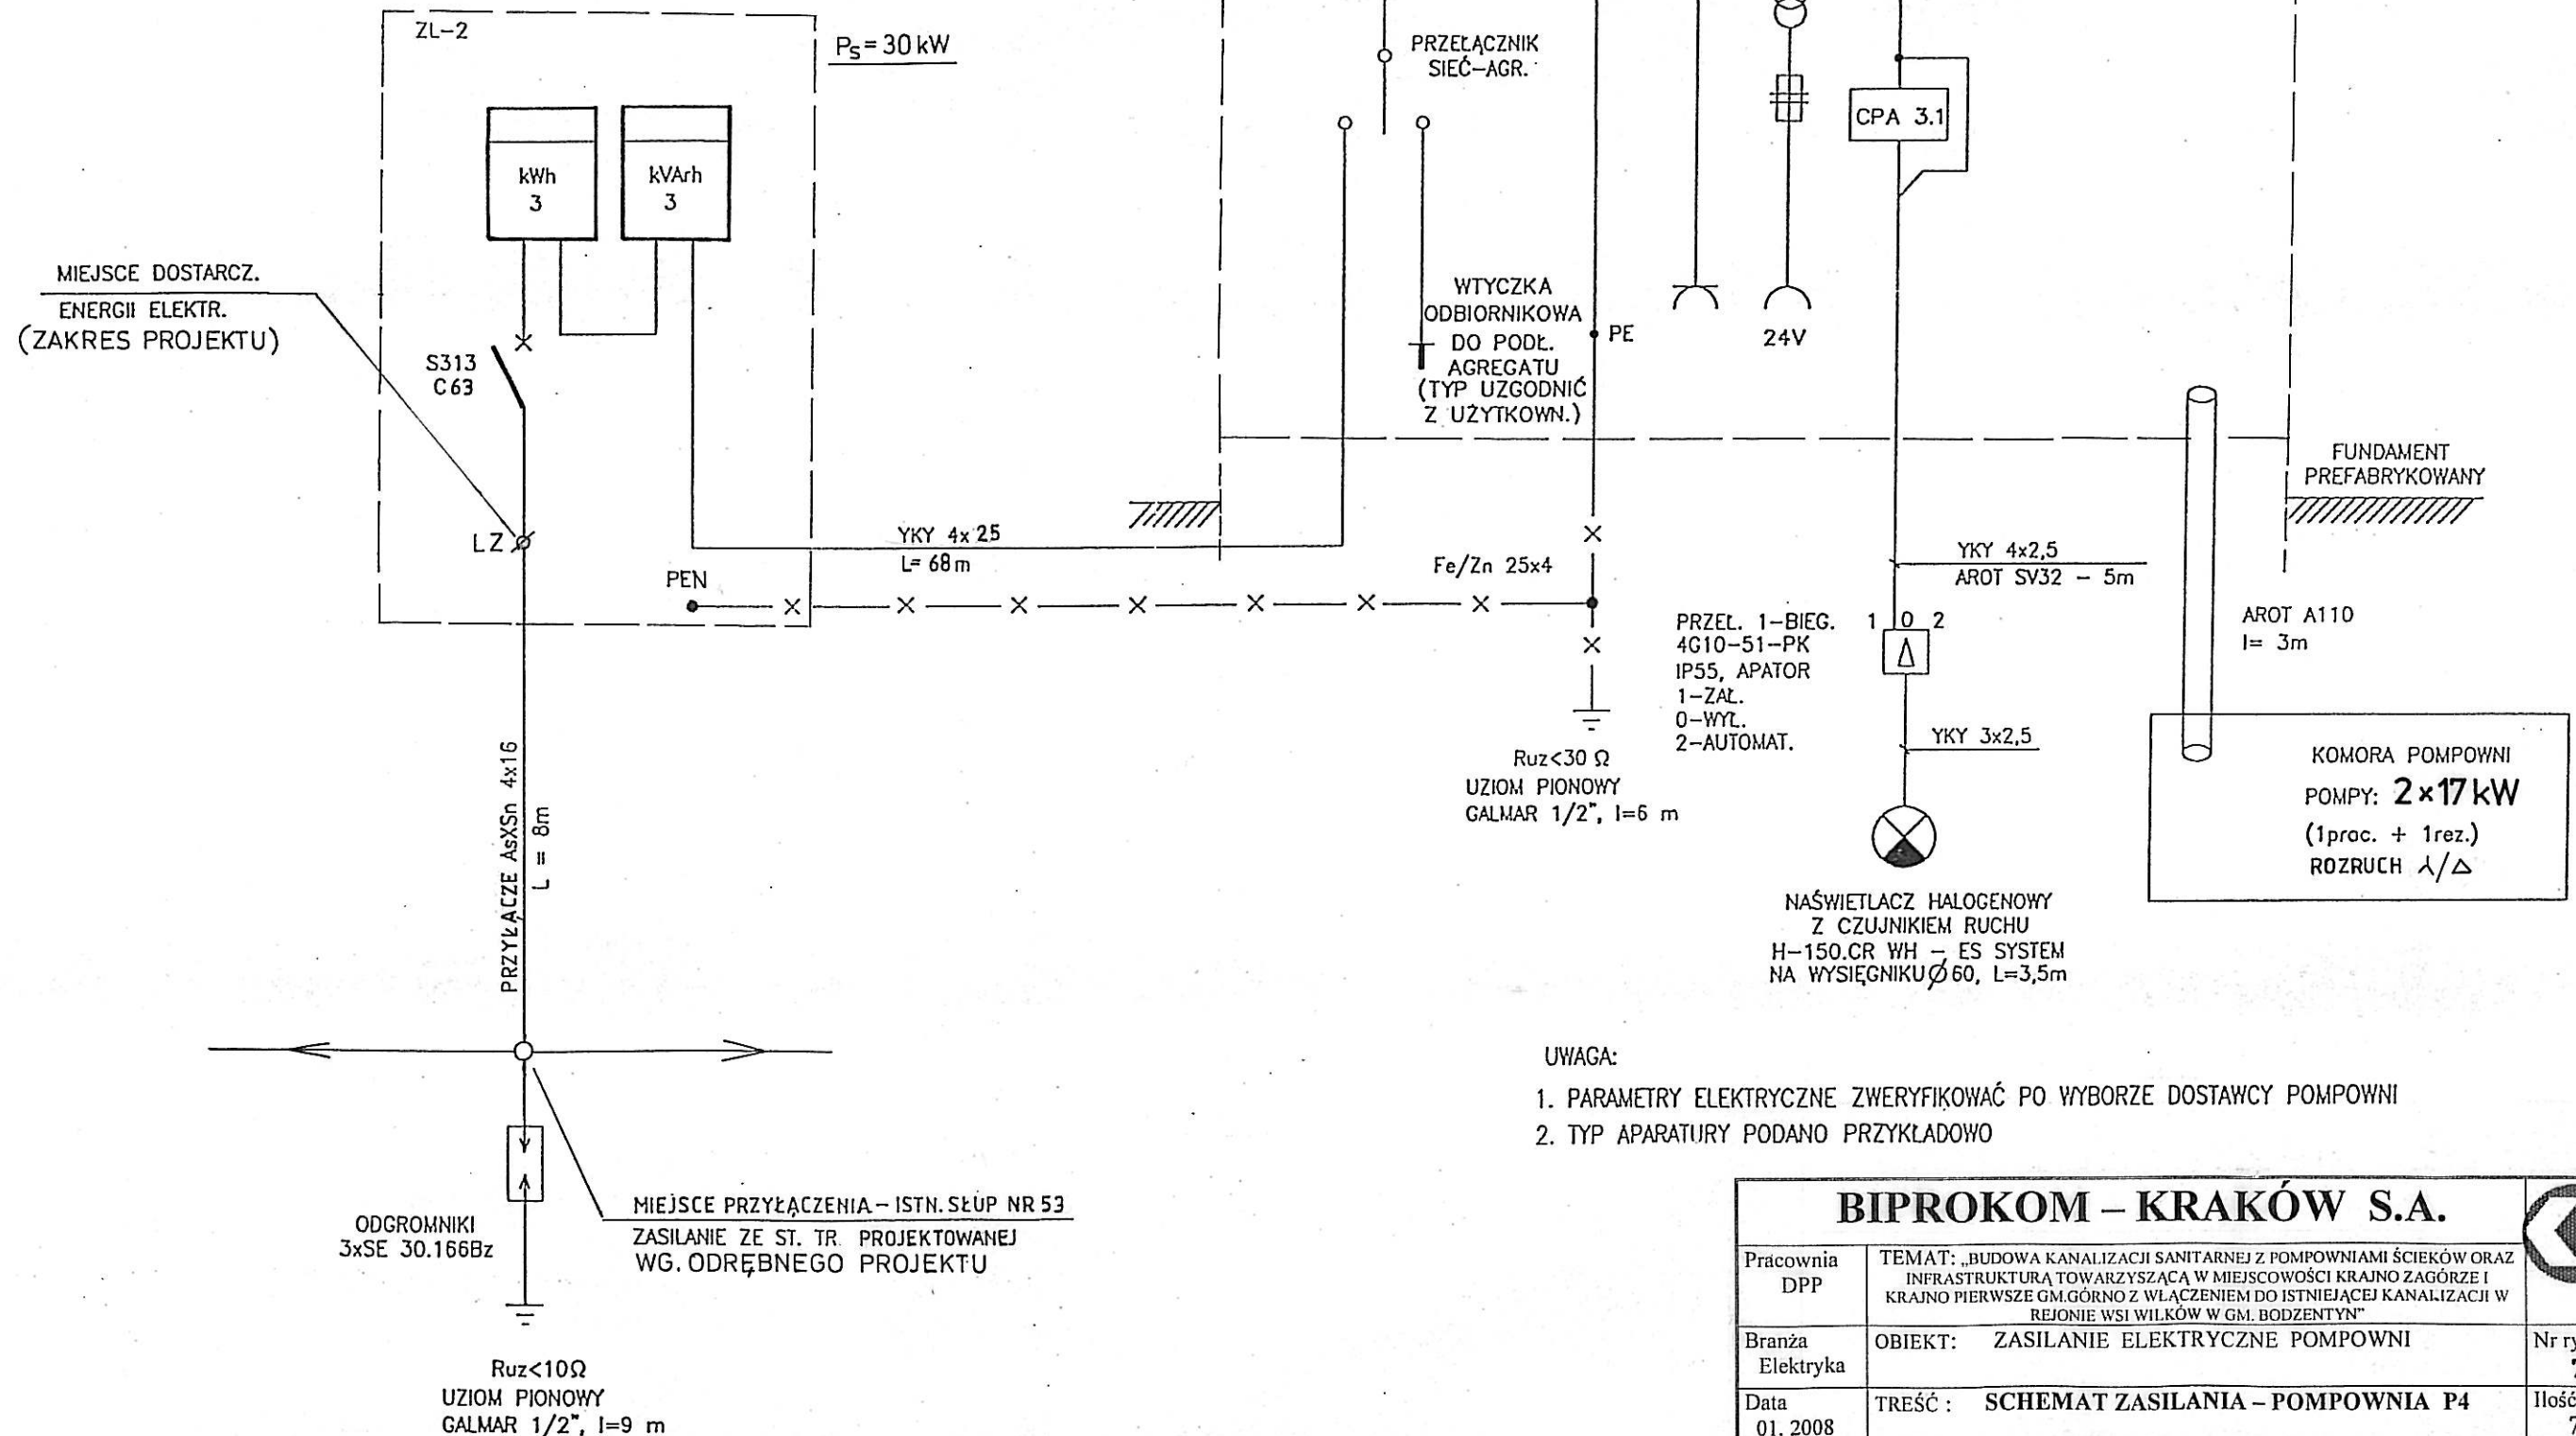 ZL-2
Ps = 30 kW
kWh
3
kVArh
3
MIEJSCE DOSTARCZ.
ENERGII ELEKTR.
(ZAKRES PROJEKTU)
S313
C63
LZ
PEN
YKY 4x25
L= 68m
PRZEŁĄCZNIK
SIEĆ-AGR.
WTYCZKA
ODBIORNIKOWA
DO PODŁ.
AGREGATU
(TYP UZGODNIĆ
Z UŻYTKOWN.)
PE
24V
CPA 3.1
FUNDAMENT
PREFABRYKOWANY
Fe/Zn 25x4
YKY 4x2,5
AROT SV32 - 5m
AROT A110
l= 3m
PRZEŁ. 1-BIEG.
4G10-51-PK
IP55, APATOR
1-ZAŁ.
0-WYŁ.
2-AUTOMAT.
1 0 2
YKY 3x2,5
Ruz<30 Ω
UZIOM PIONOWY
GALMAR 1/2", l=6 m
KOMORA POMPOWNI
POMPY: 2x17kW
(1prac. + 1rez.)
ROZRUCH ⅄/△
NAŚWIETLACZ HALOGENOWY
Z CZUJNIKIEM RUCHU
H-150.CR WH - ES SYSTEM
NA WYSIĘGNIKU Ø 60, L=3,5m
PRZYŁĄCZE AsXSn 4x16
L = 8m
MIEJSCE PRZYŁĄCZENIA - ISTN. SŁUP NR 53
ZASILANIE ZE ST. TR. PROJEKTOWANEJ
WG. ODRĘBNEGO PROJEKTU
ODGROMNIKI
3xSE 30.166Bz
Ruz<10Ω
UZIOM PIONOWY
GALMAR 1/2", l=9 m
UWAGA:
1. PARAMETRY ELEKTRYCZNE ZWERYFIKOWAĆ PO WYBORZE DOSTAWCY POMPOWNI
2. TYP APARATURY PODANO PRZYKŁADOWO
BIPROKOM – KRAKÓW S.A.
Pracownia
DPP
TEMAT: „BUDOWA KANALIZACJI SANITARNEJ Z POMPOWNIAMI ŚCIEKÓW ORAZ
INFRASTRUKTURĄ TOWARZYSZĄCĄ W MIEJSCOWOŚCI KRAJNO ZAGÓRZE I
KRAJNO PIERWSZE GM.GÓRNO Z WŁĄCZENIEM DO ISTNIEJĄCEJ KANALIZACJI W
REJONIE WSI WILKÓW W GM. BODZENTYN"
Branża
Elektryka
OBIEKT: ZASILANIE ELEKTRYCZNE POMPOWNI
Nr ry
Data
01. 2008
TREŚĆ : SCHEMAT ZASILANIA – POMPOWNIA P4
Ilość